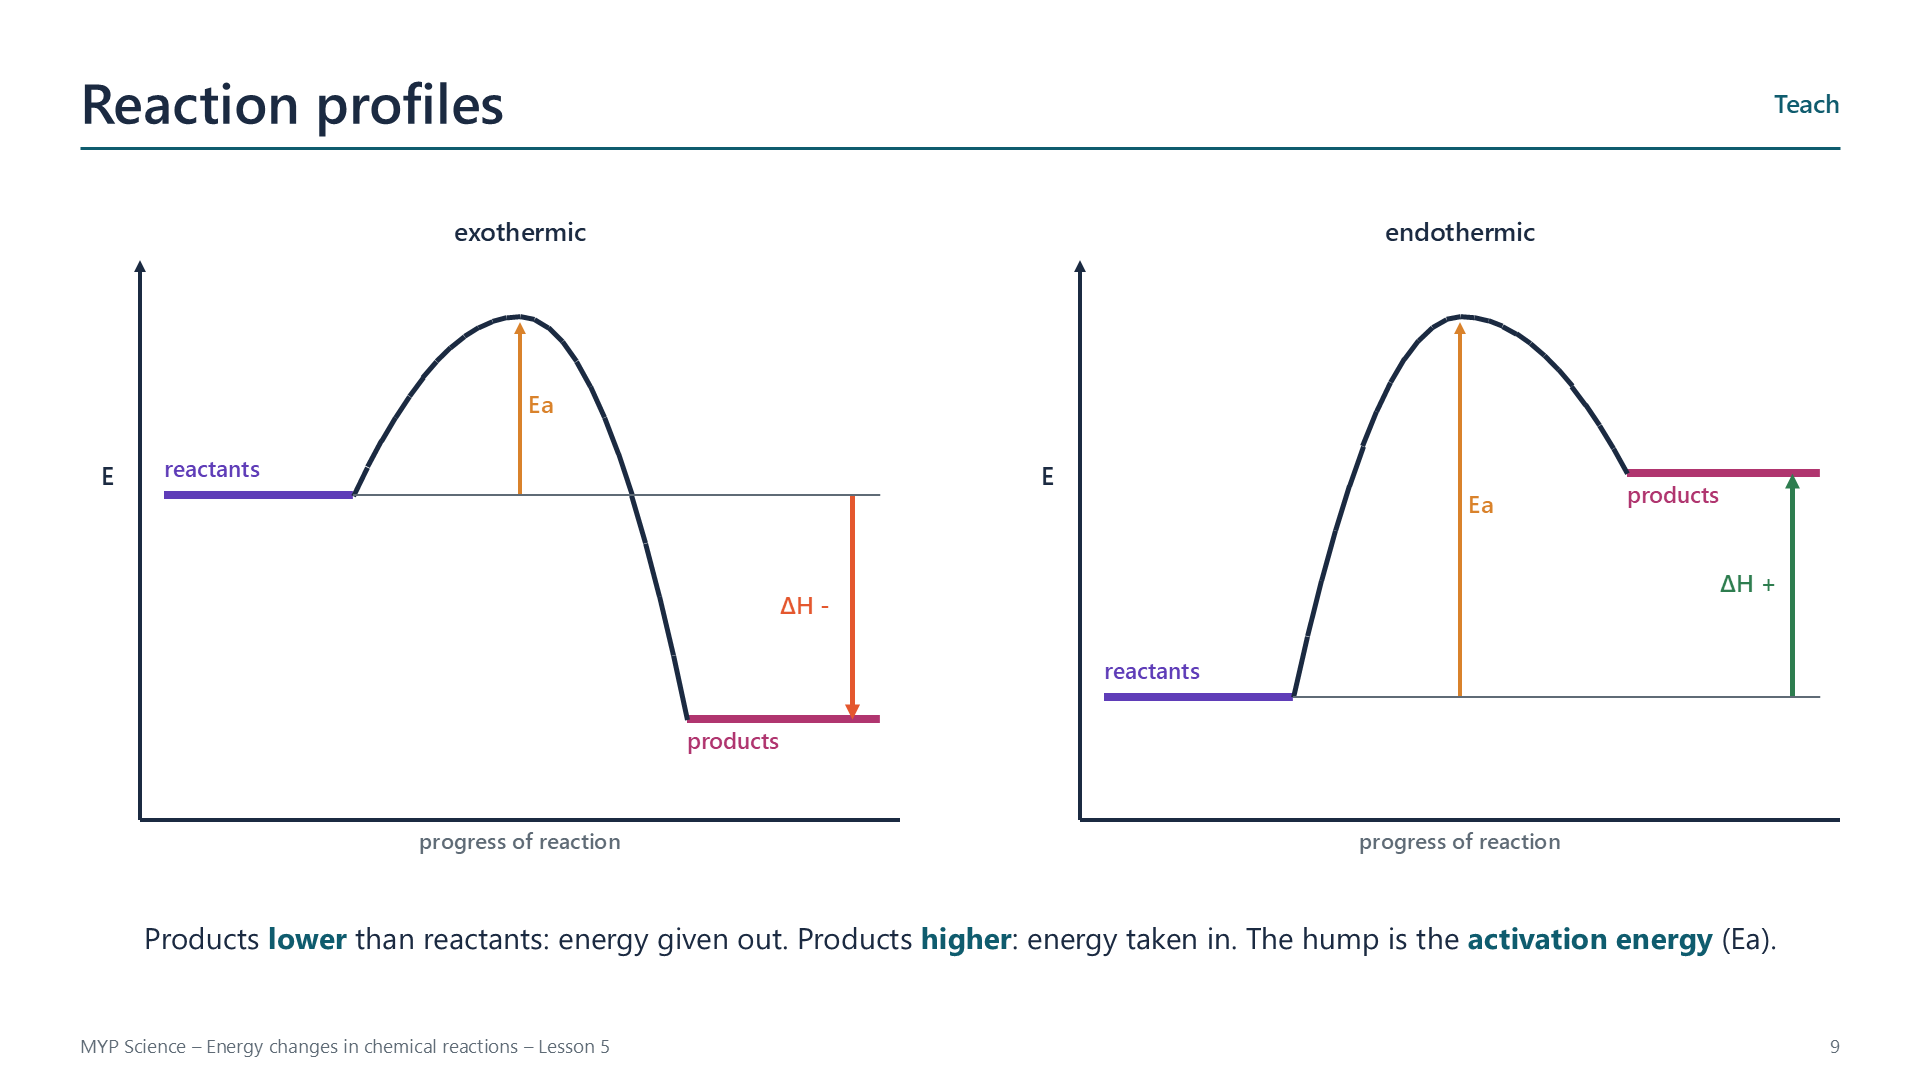 Reaction profiles
Teach
exothermic
E
reactants
Ea
ΔH -
products
progress of reaction
endothermic
E
reactants
Ea
products
ΔH +
progress of reaction
Products lower than reactants: energy given out. Products higher: energy taken in. The hump is the activation energy (Ea).
MYP Science – Energy changes in chemical reactions – Lesson 5
9